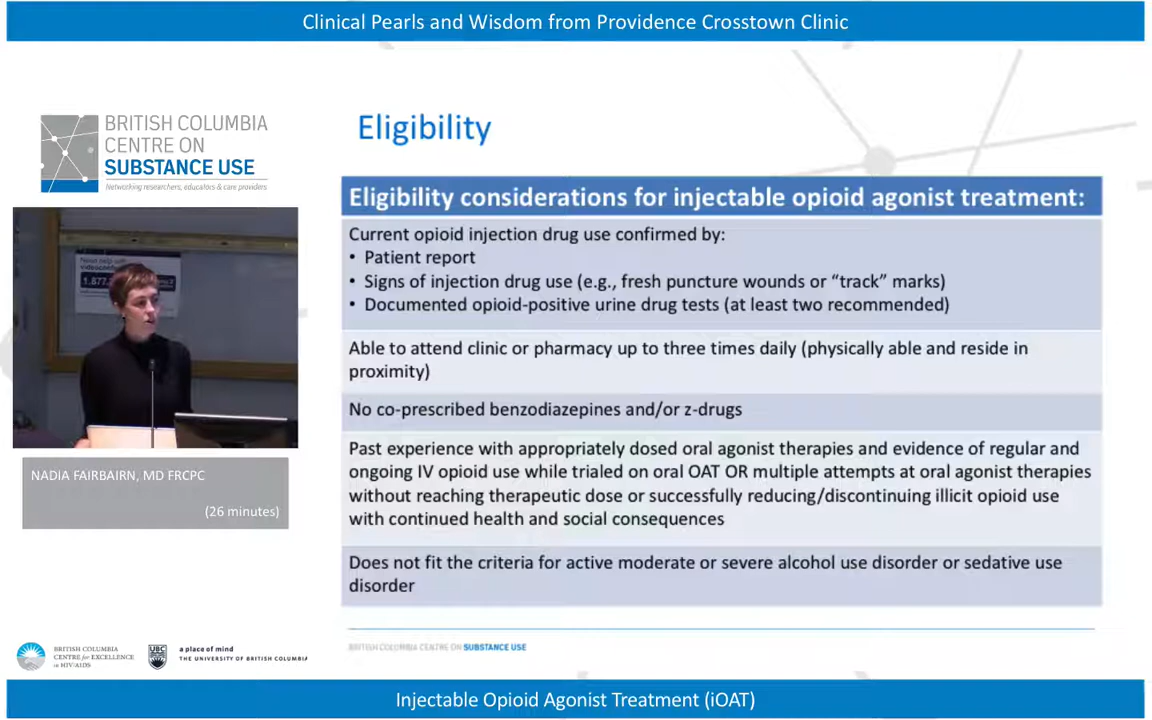 Clinical Pearls and Wisdom from Providence Crosstown Clinic
BRITISH COLUMBIA
CENTRE ON
SUBSTANCE USE
Networking researchers, educators & care providers
NADIA FAIRBAIRN, MD FRCPC
(26 minutes)
Eligibility
Eligibility considerations for injectable opioid agonist treatment:
Current opioid injection drug use confirmed by:
• Patient report
• Signs of injection drug use (e.g., fresh puncture wounds or “track” marks)
• Documented opioid-positive urine drug tests (at least two recommended)
Able to attend clinic or pharmacy up to three times daily (physically able and reside in
proximity)
No co-prescribed benzodiazepines and/or z-drugs
Past experience with appropriately dosed oral agonist therapies and evidence of regular and
ongoing IV opioid use while trialed on oral OAT OR multiple attempts at oral agonist therapies
without reaching therapeutic dose or successfully reducing/discontinuing illicit opioid use
with continued health and social consequences
Does not fit the criteria for active moderate or severe alcohol use disorder or sedative use
disorder
BRITISH COLUMBIA CENTRE ON SUBSTANCE USE
BRITISH COLUMBIA
CENTRE for EXCELLENCE
in HIV/AIDS
UBC
a place of mind
THE UNIVERSITY OF BRITISH COLUMBIA
Injectable Opioid Agonist Treatment (iOAT)